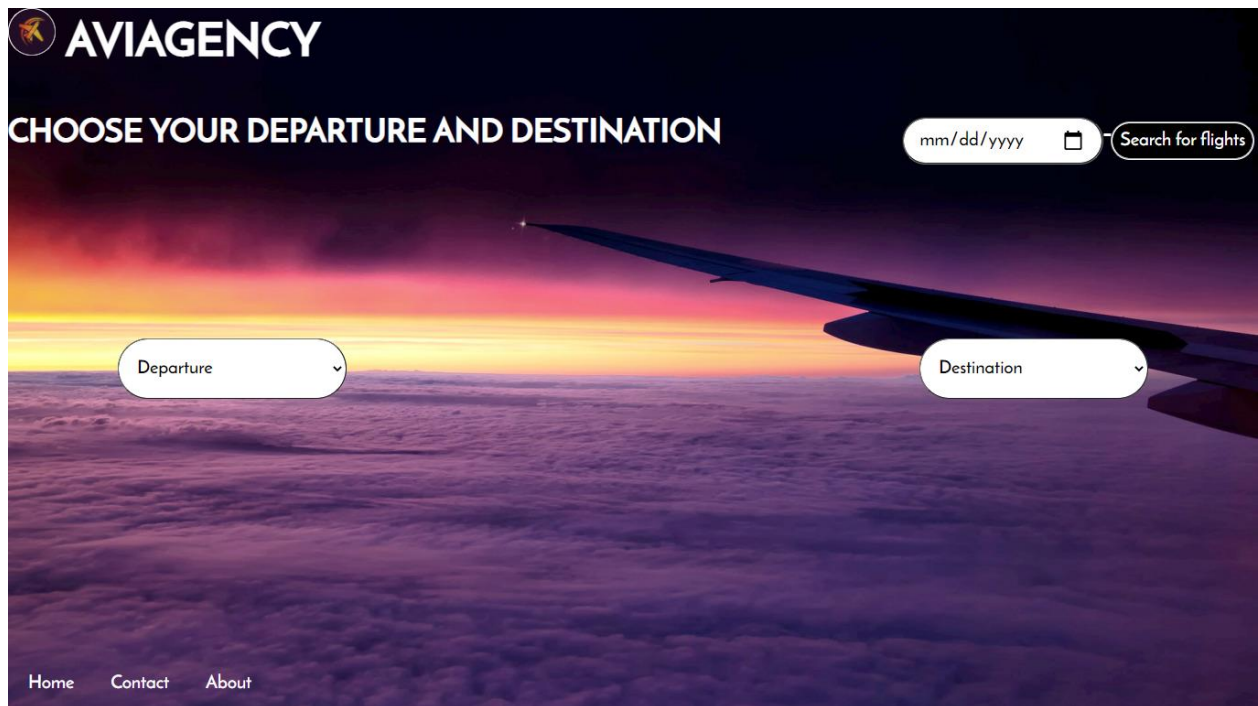 AVIAGENCY
CHOOSE YOUR DEPARTURE AND DESTINATION
mm/dd/yyyy
-
Search for flights
Departure
Destination
Home
Contact
About